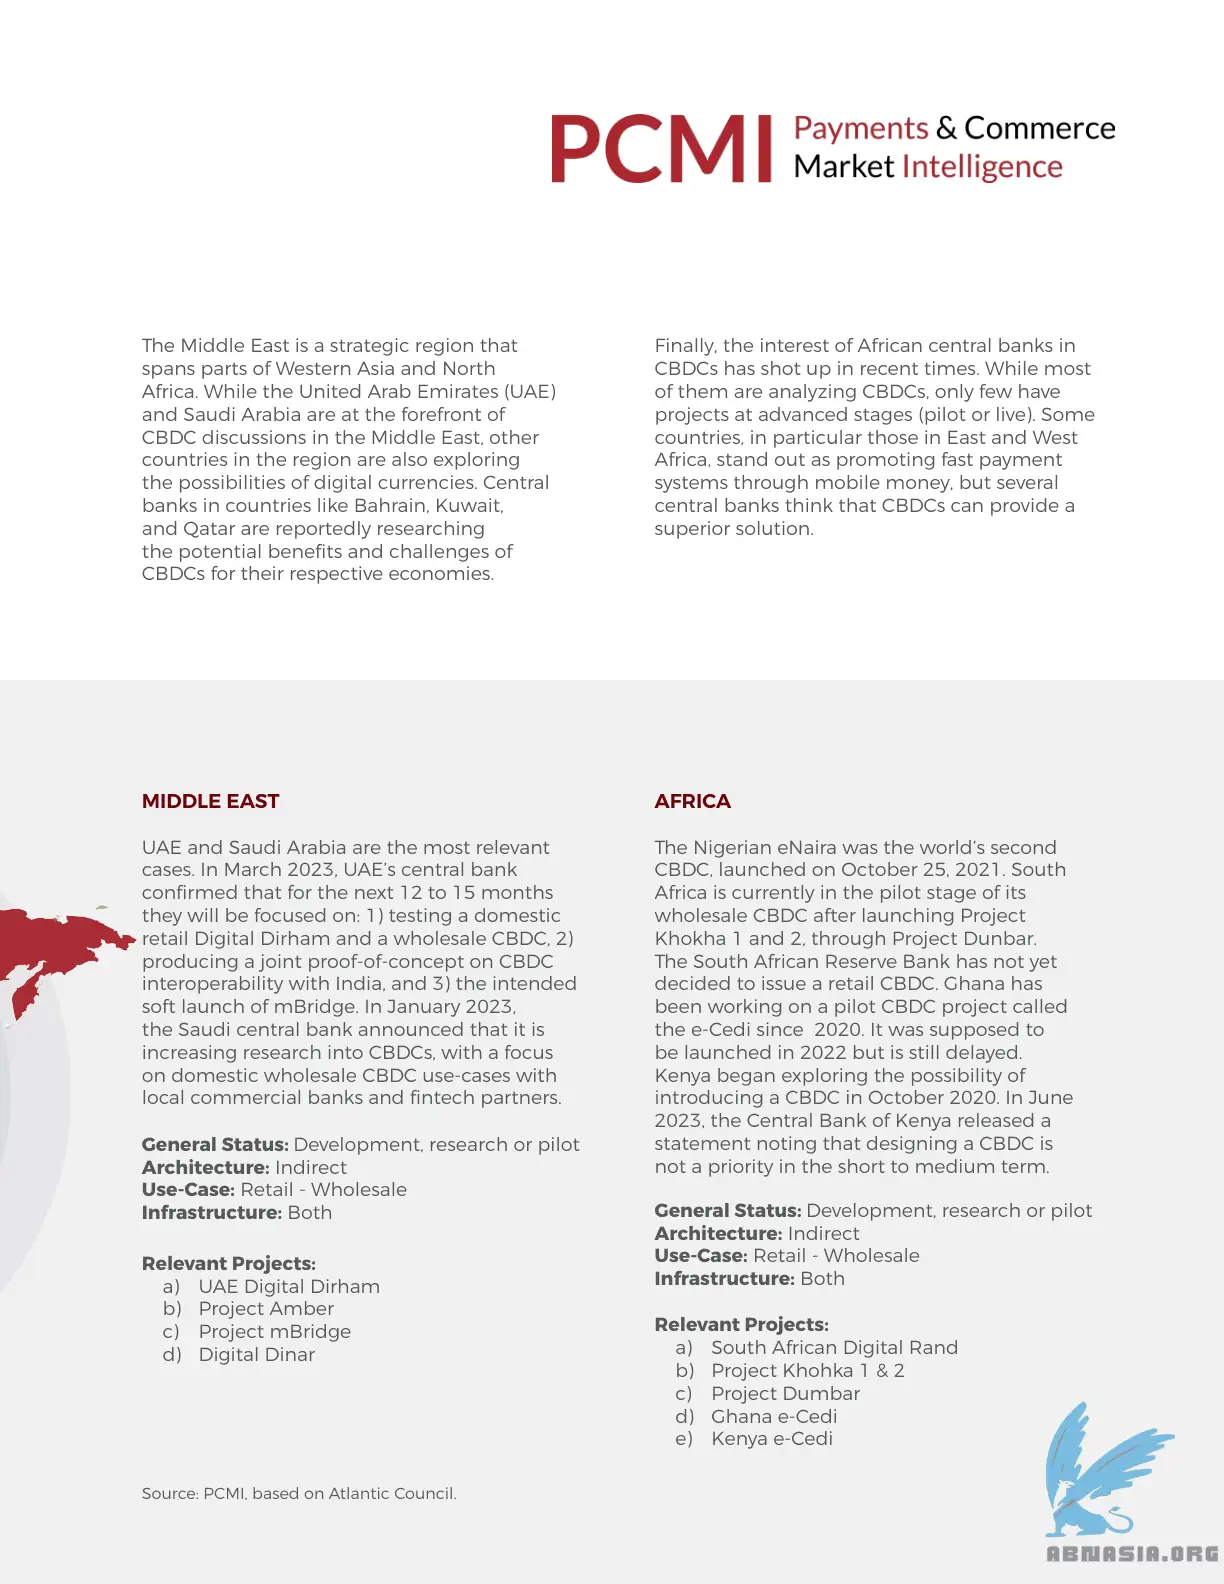 PCMI
Payments & Commerce
Market Intelligence
The Middle East is a strategic region that
spans parts of Western Asia and North
Africa. While the United Arab Emirates (UAE)
and Saudi Arabia are at the forefront of
CBDC discussions in the Middle East, other
countries in the region are also exploring
the possibilities of digital currencies. Central
banks in countries like Bahrain, Kuwait,
and Qatar are reportedly researching
the potential benefits and challenges of
CBDCs for their respective economies.
Finally, the interest of African central banks in
CBDCs has shot up in recent times. While most
of them are analyzing CBDCs, only few have
projects at advanced stages (pilot or live). Some
countries, in particular those in East and West
Africa, stand out as promoting fast payment
systems through mobile money, but several
central banks think that CBDCs can provide a
superior solution.
MIDDLE EAST
UAE and Saudi Arabia are the most relevant
cases. In March 2023, UAE’s central bank
confirmed that for the next 12 to 15 months
they will be focused on: 1) testing a domestic
retail Digital Dirham and a wholesale CBDC, 2)
producing a joint proof-of-concept on CBDC
interoperability with India, and 3) the intended
soft launch of mBridge. In January 2023,
the Saudi central bank announced that it is
increasing research into CBDCs, with a focus
on domestic wholesale CBDC use-cases with
local commercial banks and fintech partners.
General Status: Development, research or pilot
Architecture: Indirect
Use-Case: Retail - Wholesale
Infrastructure: Both
Relevant Projects:
a) UAE Digital Dirham
b) Project Amber
c) Project mBridge
d) Digital Dinar
AFRICA
The Nigerian eNaira was the world’s second
CBDC, launched on October 25, 2021. South
Africa is currently in the pilot stage of its
wholesale CBDC after launching Project
Khokha 1 and 2, through Project Dunbar.
The South African Reserve Bank has not yet
decided to issue a retail CBDC. Ghana has
been working on a pilot CBDC project called
the e-Cedi since 2020. It was supposed to
be launched in 2022 but is still delayed.
Kenya began exploring the possibility of
introducing a CBDC in October 2020. In June
2023, the Central Bank of Kenya released a
statement noting that designing a CBDC is
not a priority in the short to medium term.
General Status: Development, research or pilot
Architecture: Indirect
Use-Case: Retail - Wholesale
Infrastructure: Both
Relevant Projects:
a) South African Digital Rand
b) Project Khohka 1 & 2
c) Project Dumbar
d) Ghana e-Cedi
e) Kenya e-Cedi
Source: PCMI, based on Atlantic Council.
ABNASIA.ORG